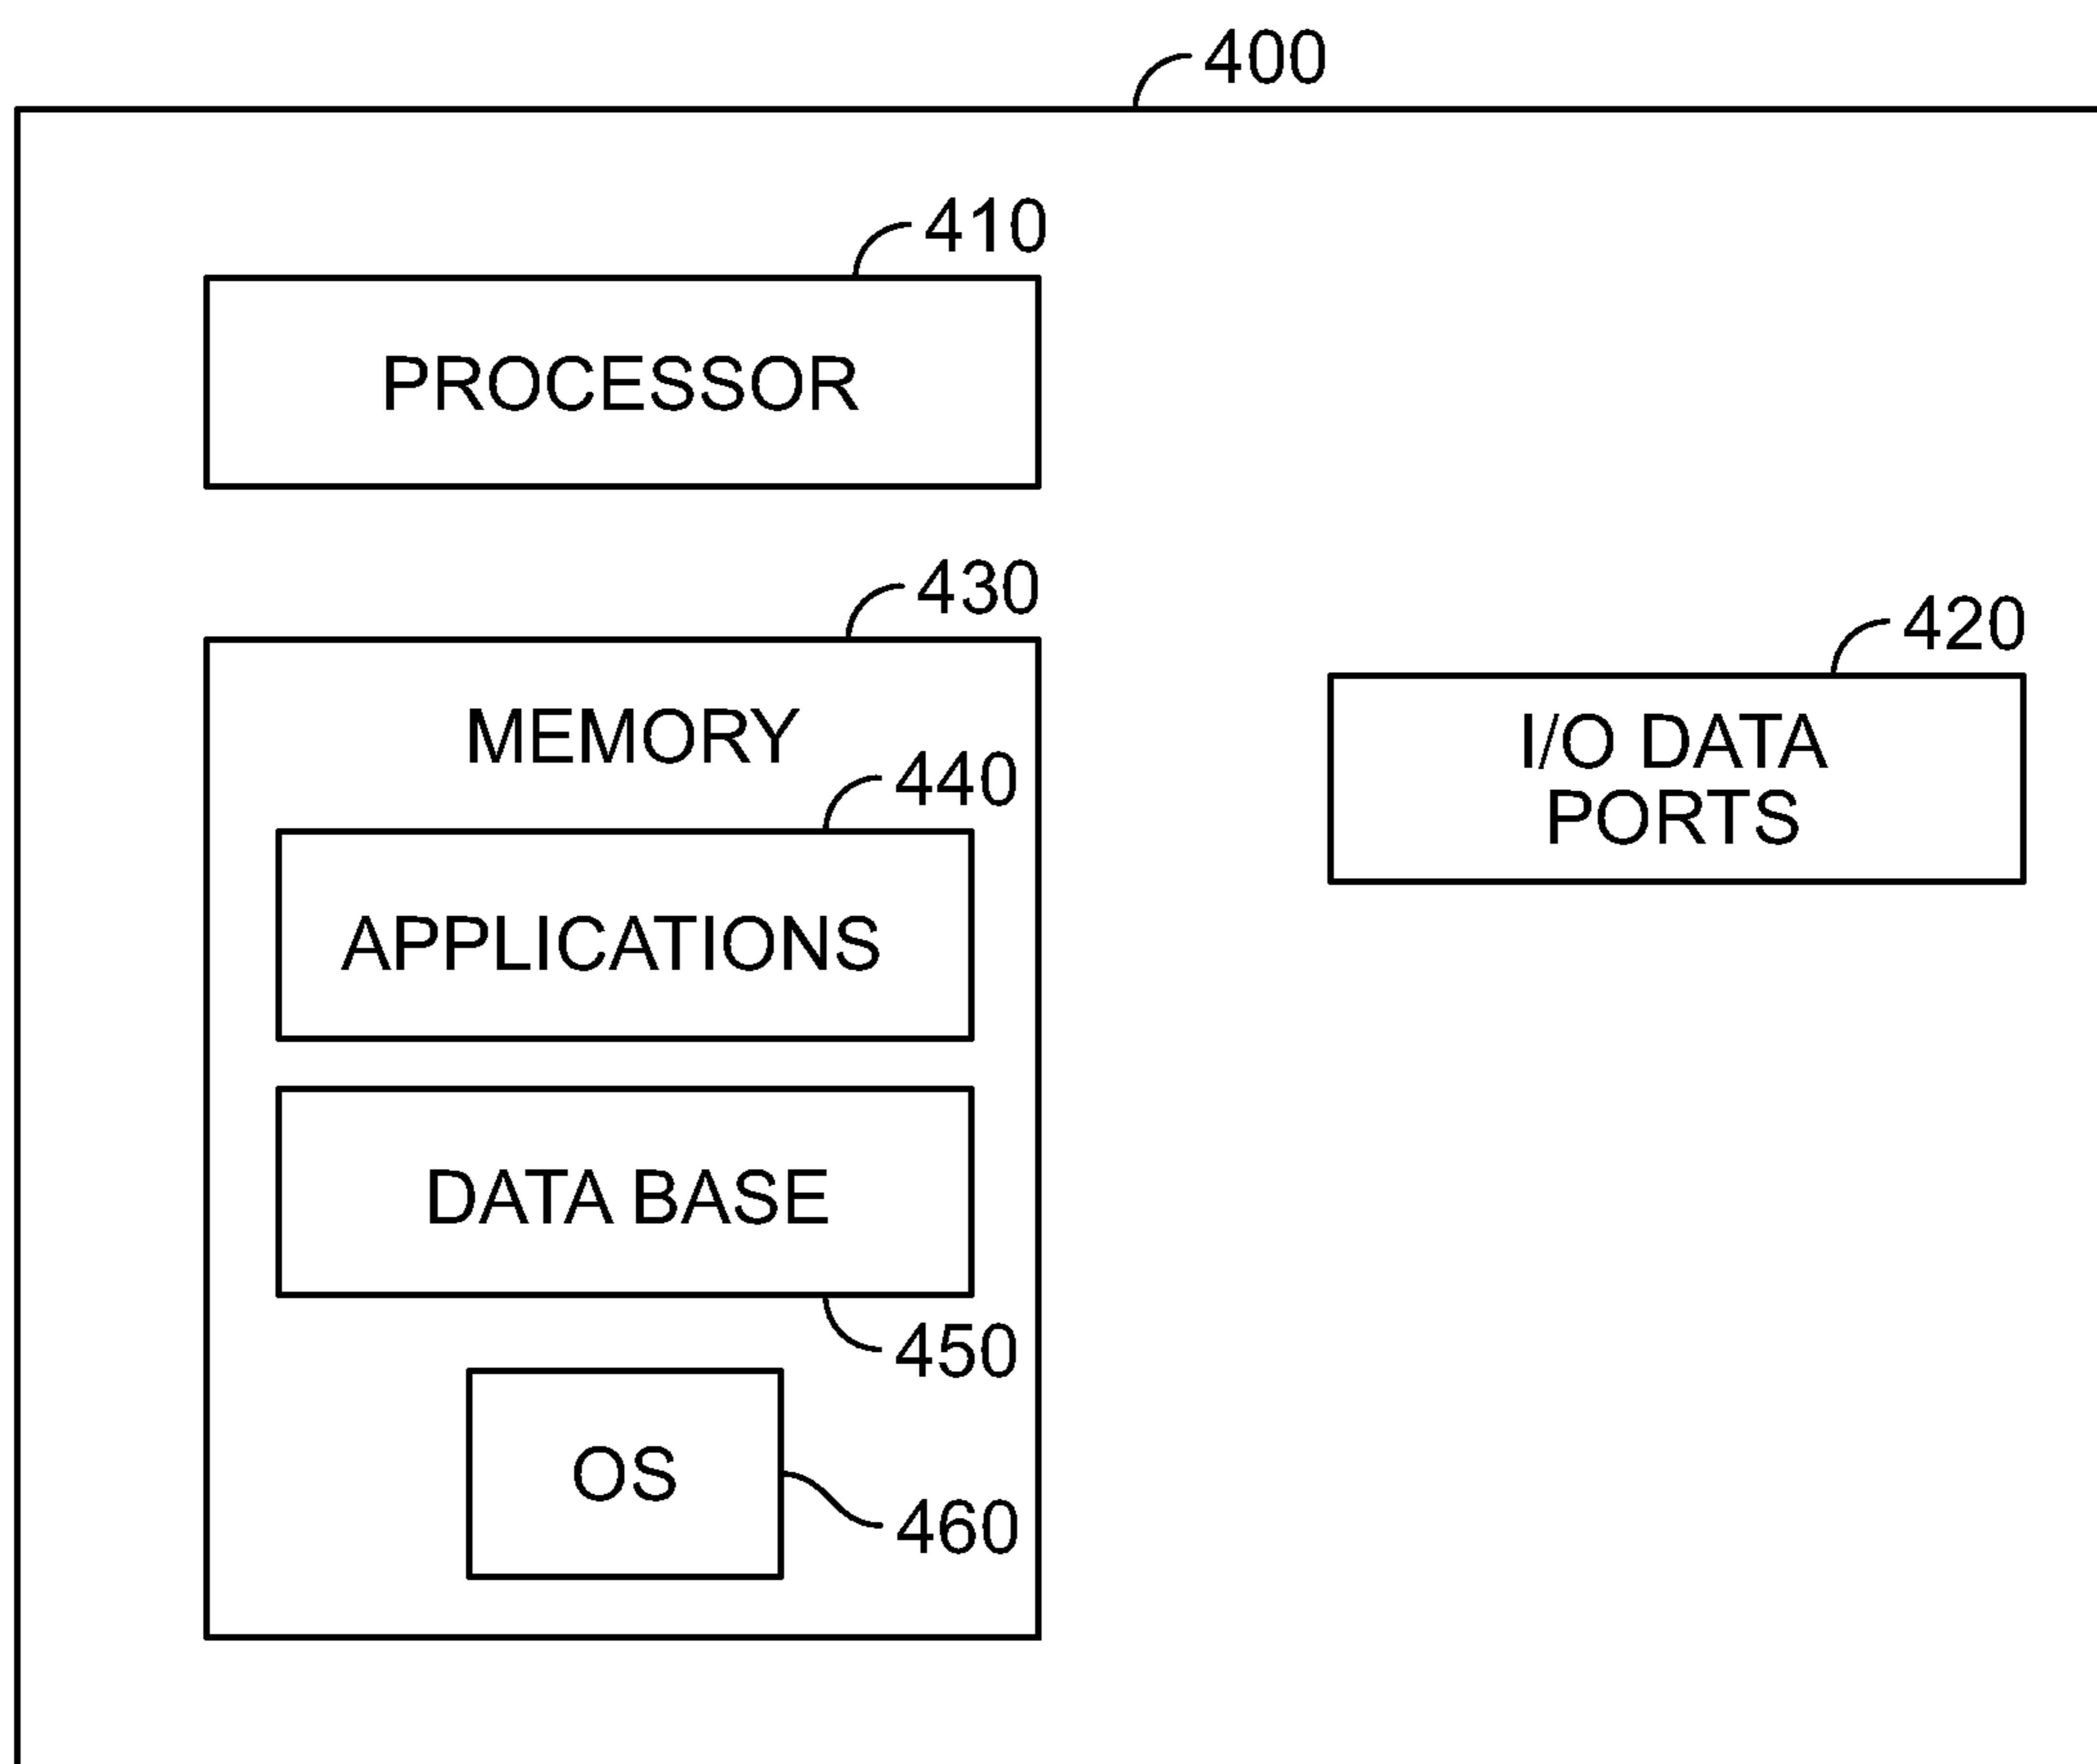 400
410
PROCESSOR
430
MEMORY
440
APPLICATIONS
DATA BASE
450
OS
460
420
I/O DATA
PORTS